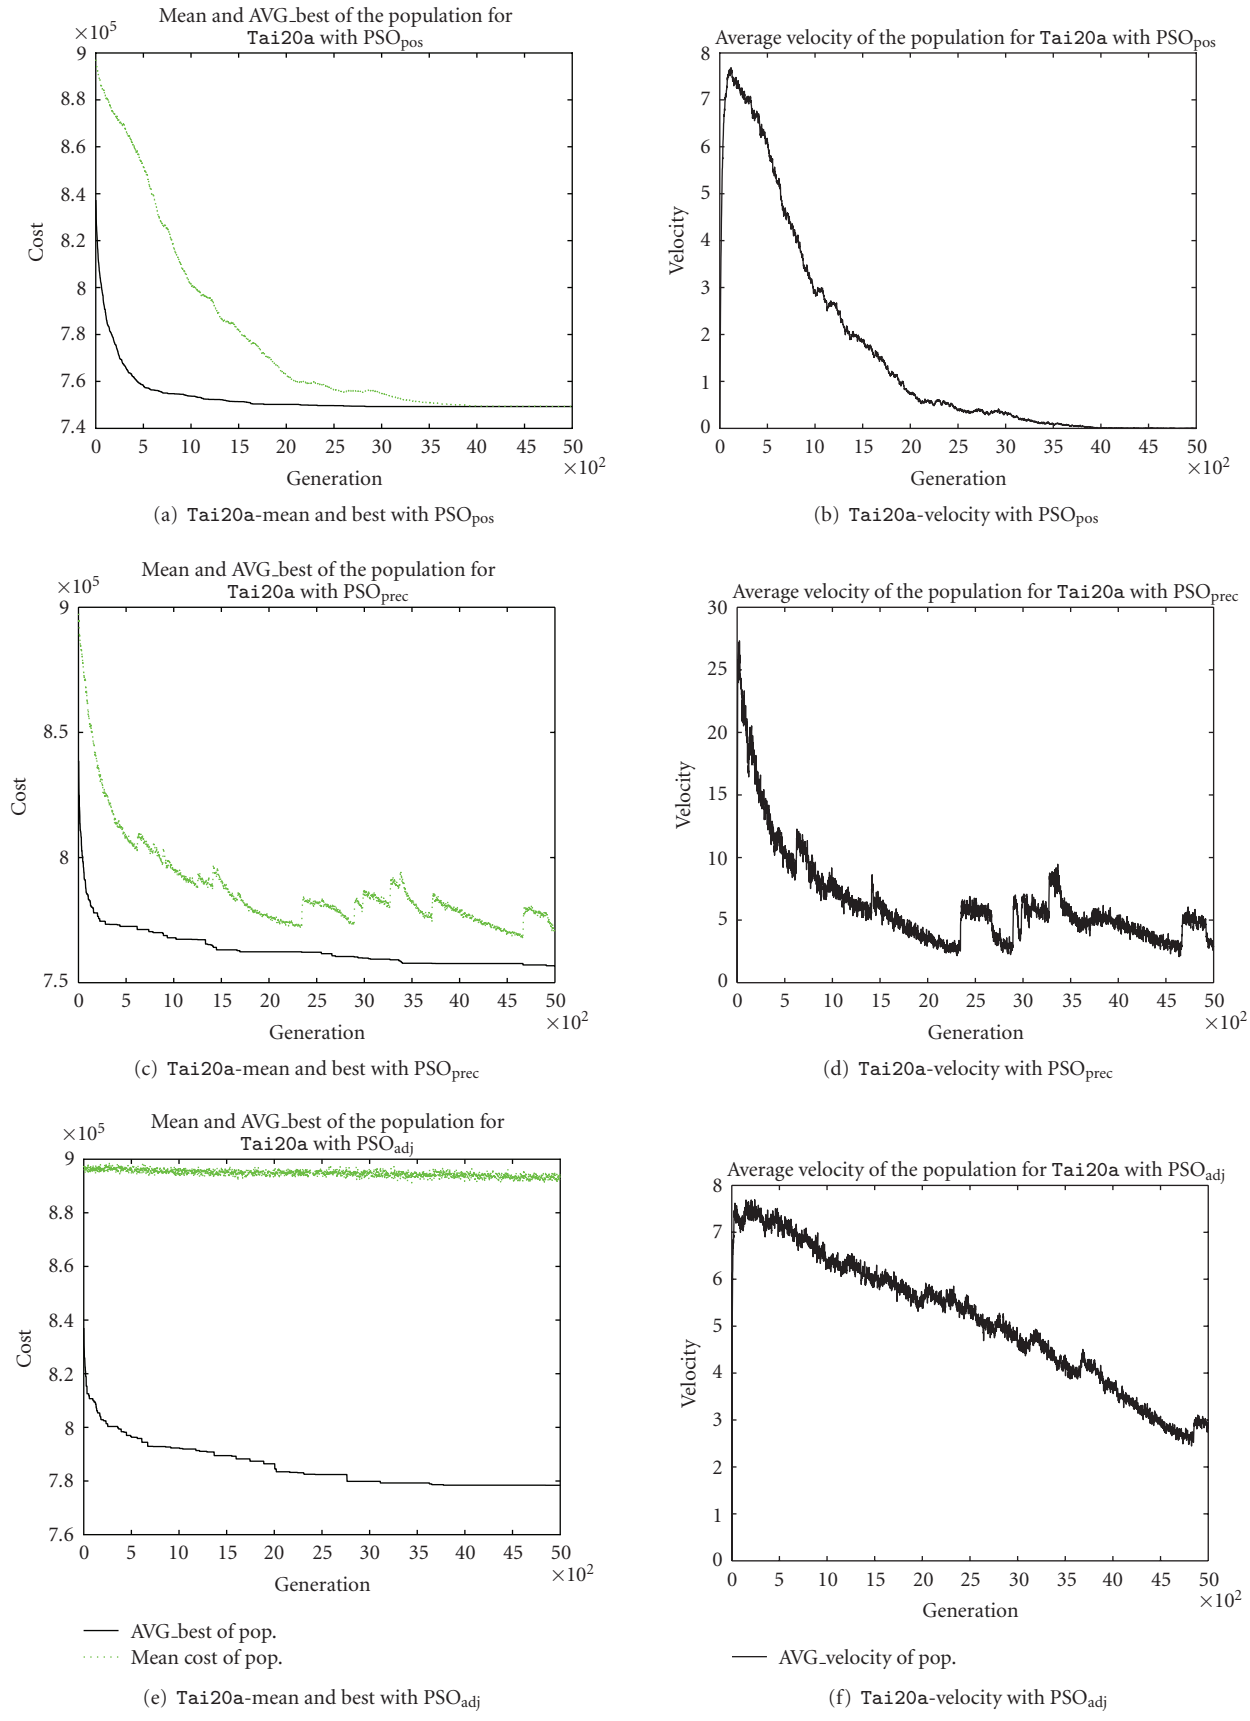 Mean and AVG_best of the population for
Tai20a with PSOpos
×10⁵
9
8.8
8.6
8.4
8.2
8
7.8
7.6
7.4
Cost
0 5 10 15 20 25 30 35 40 45 50
×10²
Generation
(a) Tai20a-mean and best with PSOpos
Average velocity of the population for Tai20a with PSOpos
8
7
6
5
4
3
2
1
0
Velocity
0 5 10 15 20 25 30 35 40 45 50
×10²
Generation
(b) Tai20a-velocity with PSOpos
Mean and AVG_best of the population for
Tai20a with PSOprec
×10⁵
9
8.5
8
7.5
Cost
0 5 10 15 20 25 30 35 40 45 50
×10²
Generation
(c) Tai20a-mean and best with PSOprec
Average velocity of the population for Tai20a with PSOprec
30
25
20
15
10
5
0
Velocity
0 5 10 15 20 25 30 35 40 45 50
×10²
Generation
(d) Tai20a-velocity with PSOprec
Mean and AVG_best of the population for
Tai20a with PSOadj
×10⁵
9
8.8
8.6
8.4
8.2
8
7.8
7.6
Cost
0 5 10 15 20 25 30 35 40 45 50
×10²
Generation
AVG_best of pop.
Mean cost of pop.
(e) Tai20a-mean and best with PSOadj
Average velocity of the population for Tai20a with PSOadj
8
7
6
5
4
3
2
1
0
Velocity
0 5 10 15 20 25 30 35 40 45 50
×10²
Generation
AVG_velocity of pop.
(f) Tai20a-velocity with PSOadj